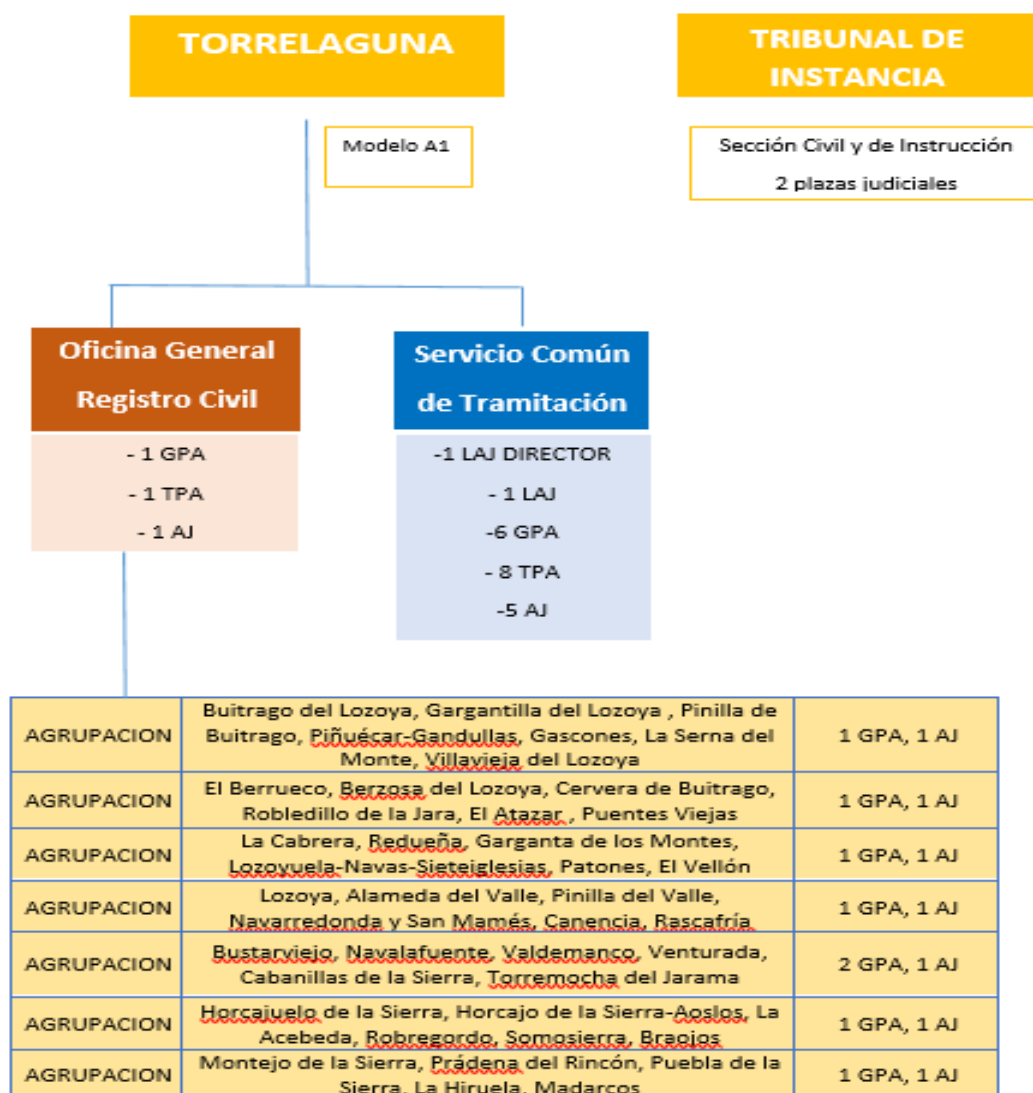 TORRELAGUNA
TRIBUNAL DE
INSTANCIA
Modelo A1
Sección Civil y de Instrucción
2 plazas judiciales
Oficina General
Registro Civil
- 1 GPA
- 1 TPA
- 1 AJ
Servicio Común
de Tramitación
-1 LAJ DIRECTOR
- 1 LAJ
-6 GPA
- 8 TPA
-5 AJ
AGRUPACION
Buitrago del Lozoya, Gargantilla del Lozoya , Pinilla de
Buitrago, Piñuécar-Gandullas, Gascones, La Serna del
Monte, Villavieja del Lozoya
1 GPA, 1 AJ
AGRUPACION
El Berrueco, Berzosa del Lozoya, Cervera de Buitrago,
Robledillo de la Jara, El Atazar , Puentes Viejas
1 GPA, 1 AJ
AGRUPACION
La Cabrera, Redueña, Garganta de los Montes,
Lozoyuela-Navas-Sieteiglesias, Patones, El Vellón
1 GPA, 1 AJ
AGRUPACION
Lozoya, Alameda del Valle, Pinilla del Valle,
Navarredonda y San Mamés, Canencia, Rascafría
1 GPA, 1 AJ
AGRUPACION
Bustarviejo, Navalafuente, Valdemanco, Venturada,
Cabanillas de la Sierra, Torremocha del Jarama
2 GPA, 1 AJ
AGRUPACION
Horcajuelo de la Sierra, Horcajo de la Sierra-Aoslos, La
Acebeda, Robregordo, Somosierra, Braojos
1 GPA, 1 AJ
AGRUPACION
Montejo de la Sierra, Prádena del Rincón, Puebla de la
Sierra, La Hiruela, Madarcos
1 GPA, 1 AJ